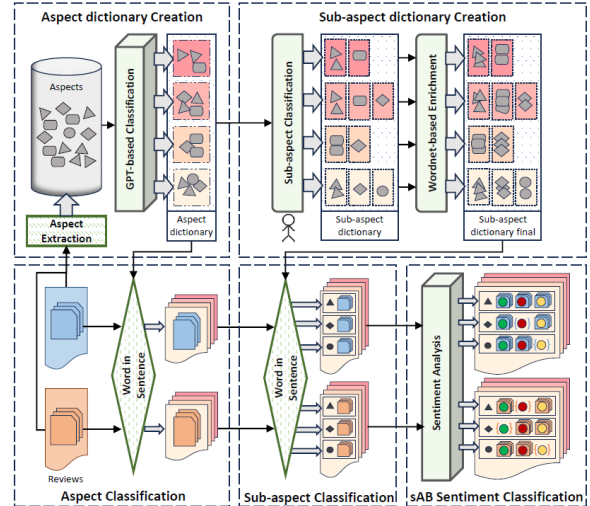 Aspect dictionary Creation
Sub-aspect dictionary Creation
Aspects
GPT-based Classification
Sub-aspect Classification
Wordnet-based Enrichment
Aspect
Extraction
Aspect
dictionary
Sub-aspect
dictionary
Sub-aspect
dictionary final
Word in
Sentence
Word in
Sentence
Sentiment Analysis
Reviews
Aspect Classification
Sub-aspect Classification
sAB Sentiment Classification